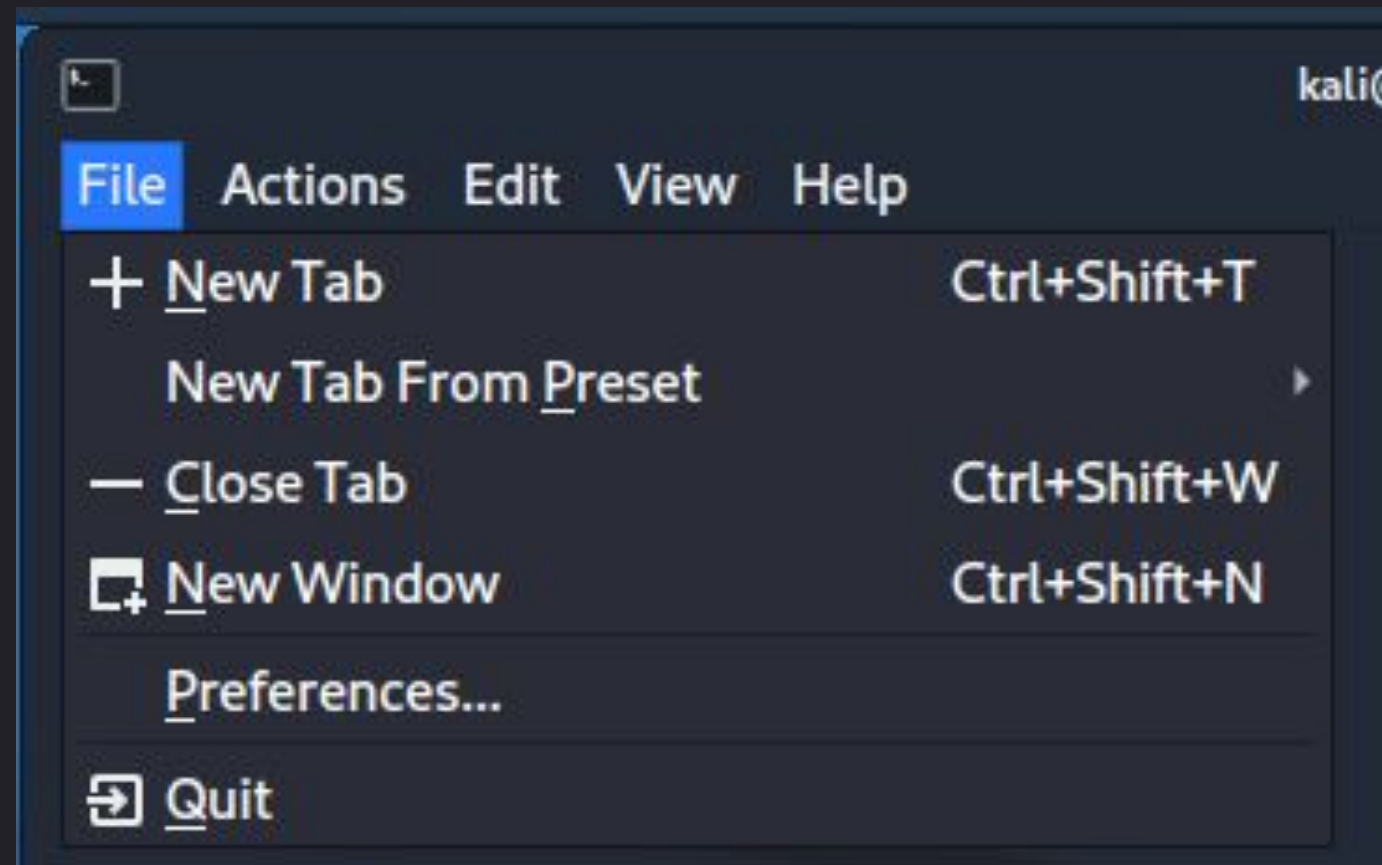 kali@
File Actions Edit View Help
New Tab Ctrl+Shift+T
New Tab From Preset
Close Tab Ctrl+Shift+W
New Window Ctrl+Shift+N
Preferences...
Quit